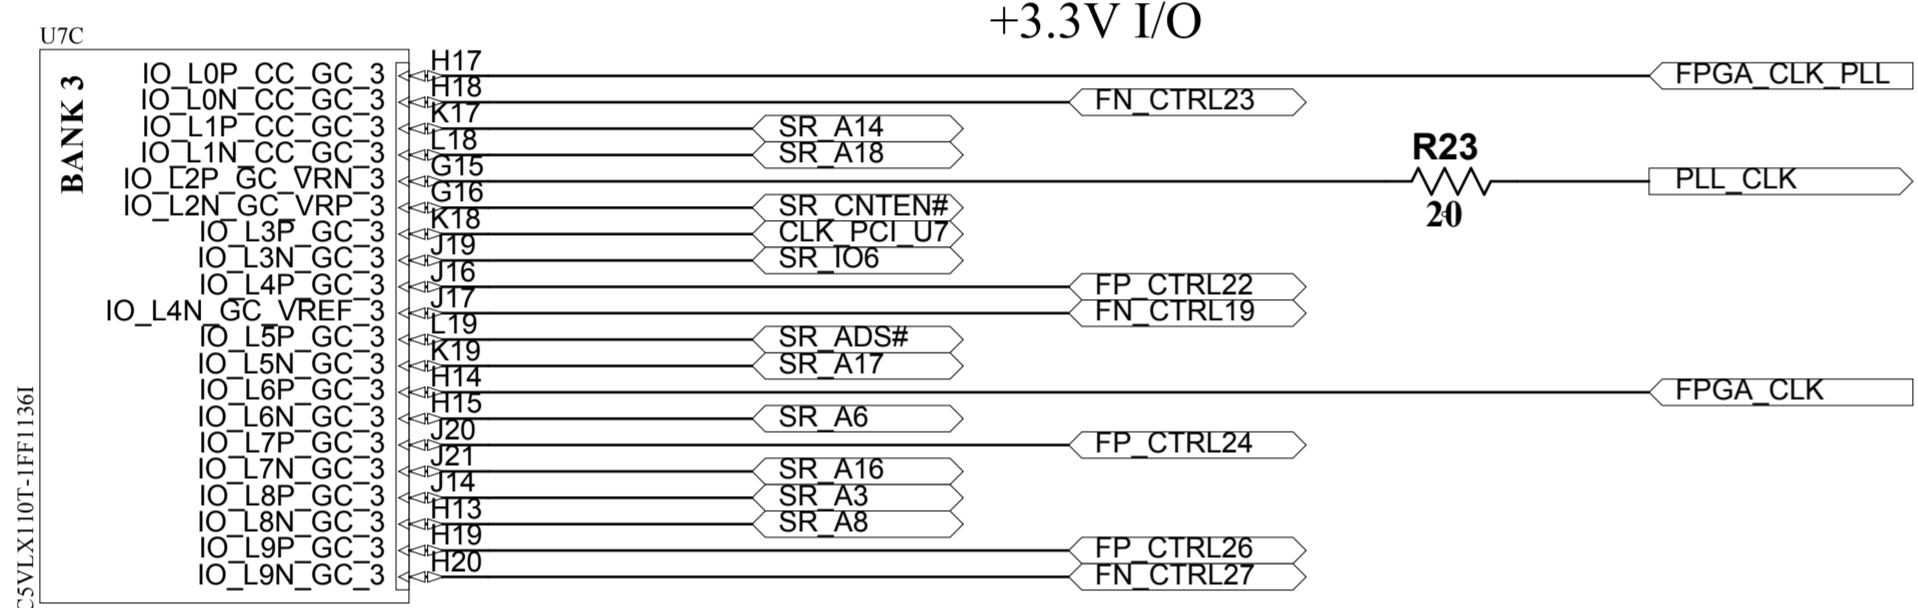 +3.3V I/O
U7C
BANK 3
IO_L0P_CC_GC_3 H17 FPGA_CLK_PLL
IO_L0N_CC_GC_3 H18 FN_CTRL23
IO_L1P_CC_GC_3 K17 SR_A14
IO_L1N_CC_GC_3 L18 SR_A18
R23
IO_L2P_GC_VRN_3 G15 PLL_CLK
IO_L2N_GC_VRP_3 G16 SR_CNTEN#
20
IO_L3P_GC_3 K18 CLK_PCI_U7
IO_L3N_GC_3 J19 SR_IO6
IO_L4P_GC_3 J16 FP_CTRL22
IO_L4N_GC_VREF_3 J17 FN_CTRL19
IO_L5P_GC_3 L19 SR_ADS#
IO_L5N_GC_3 K19 SR_A17
IO_L6P_GC_3 H14 FPGA_CLK
IO_L6N_GC_3 H15 SR_A6
IO_L7P_GC_3 J20 FP_CTRL24
IO_L7N_GC_3 J21 SR_A16
IO_L8P_GC_3 J14 SR_A3
IO_L8N_GC_3 H13 SR_A8
IO_L9P_GC_3 H19 FP_CTRL26
IO_L9N_GC_3 H20 FN_CTRL27
C5VLX110T-1FF1136I